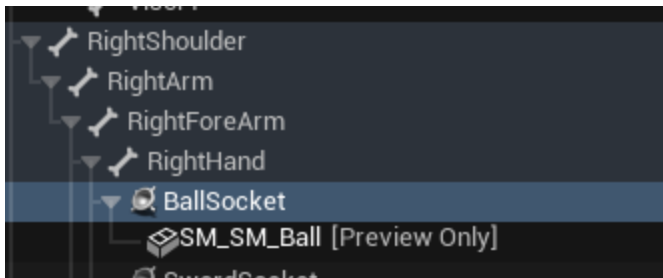 RightShoulder
RightArm
RightForeArm
RightHand
BallSocket
SM_SM_Ball [Preview Only]